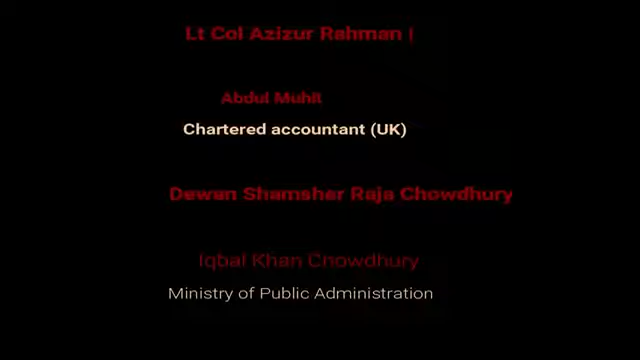 Lt Col Azizur Rahman |
Abdul Muhit
Chartered accountant (UK)
Dewan Shamsher Raja Chowdhury
Iqbal Khan Chowdhury
Ministry of Public Administration